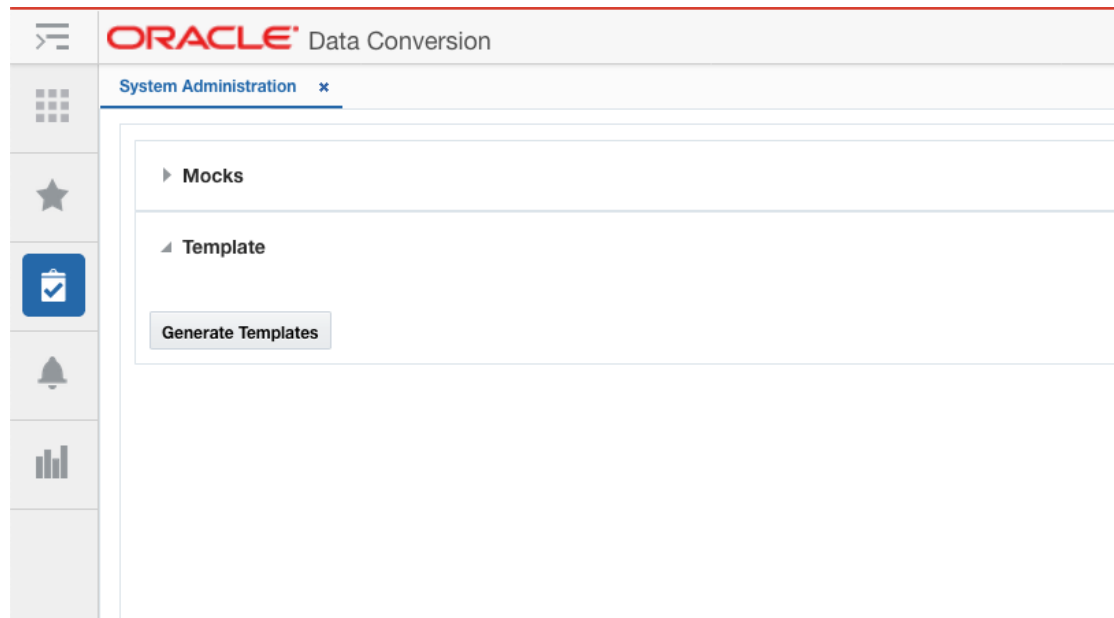 ORACLE Data Conversion
System Administration ×
Mocks
Template
Generate Templates